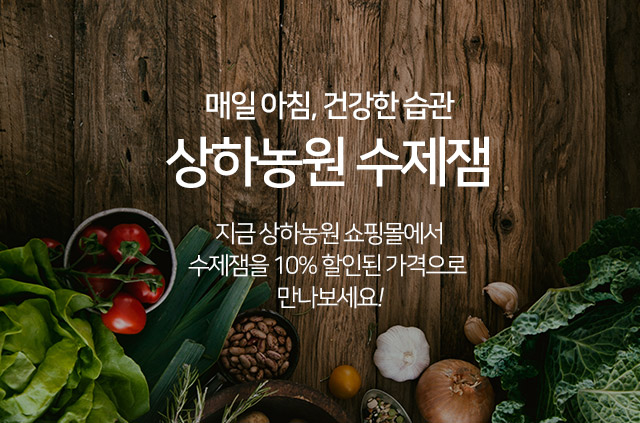 매일 아침, 건강한 습관
상하농원 수제잼
지금 상하농원 쇼핑몰에서
수제잼을 10% 할인된 가격으로
만나보세요!